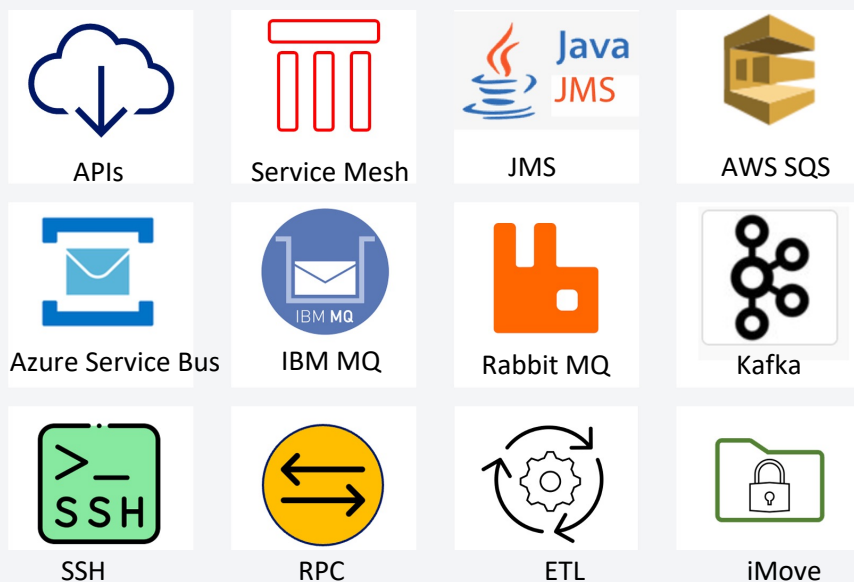 Java
JMS
APIs
Service Mesh
JMS
AWS SQS
IBM MQ
Azure Service Bus
IBM MQ
Rabbit MQ
Kafka
>_
SSH
SSH
RPC
ETL
iMove